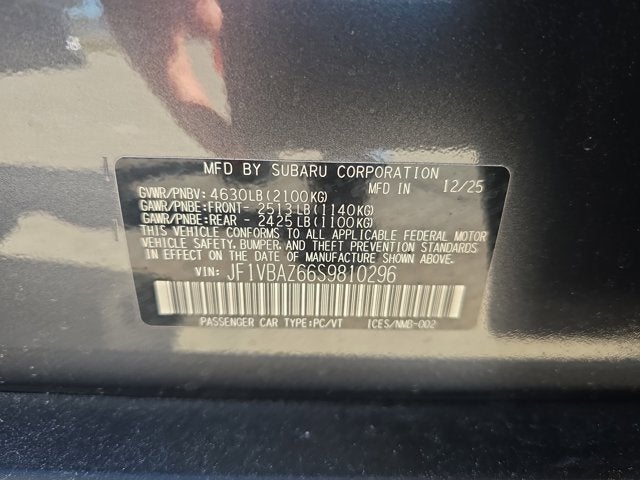 MFD BY SUBARU CORPORATION
GVWR/PNBV: 4630LB(2100KG) MFD IN 12/25
GAWR/PNBE:FRONT- 2513LB(1140KG)
GAWR/PNBE:REAR - 2425LB(1100KG)
THIS VEHICLE CONFORMS TO ALL APPLICABLE FEDERAL MOTOR
VEHICLE SAFETY, BUMPER, AND THEFT PREVENTION STANDARDS
IN EFFECT ON THE DATE OF MANUFACTURE SHOWN ABOVE.
VIN: JF1VBAZ66S9810296
PASSENGER CAR TYPE:PC/VT ICES/NMB-002